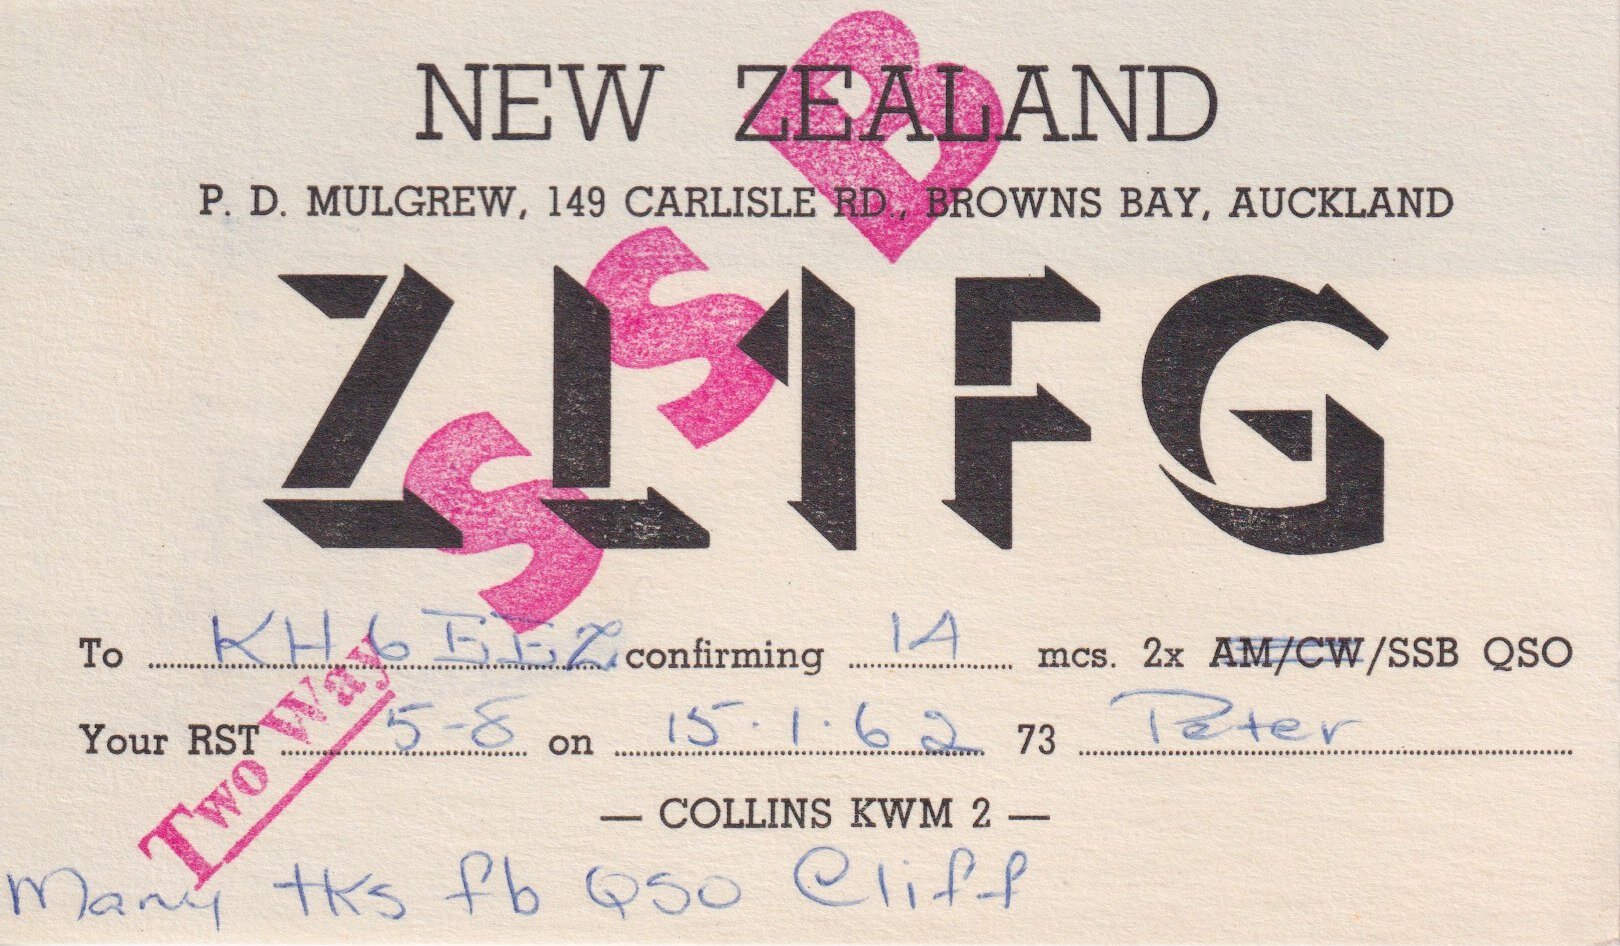 NEW ZEALAND
P. D. MULGREW, 149 CARLISLE RD., BROWNS BAY, AUCKLAND
ZL1FG
SSB
To KH6EEZ confirming 14 mcs. 2x AM/CW/SSB QSO
Your RST 5-8 on 15.1.62 73 Peter
Two Way
— COLLINS KWM 2 —
Many tks fb QSO Cliff